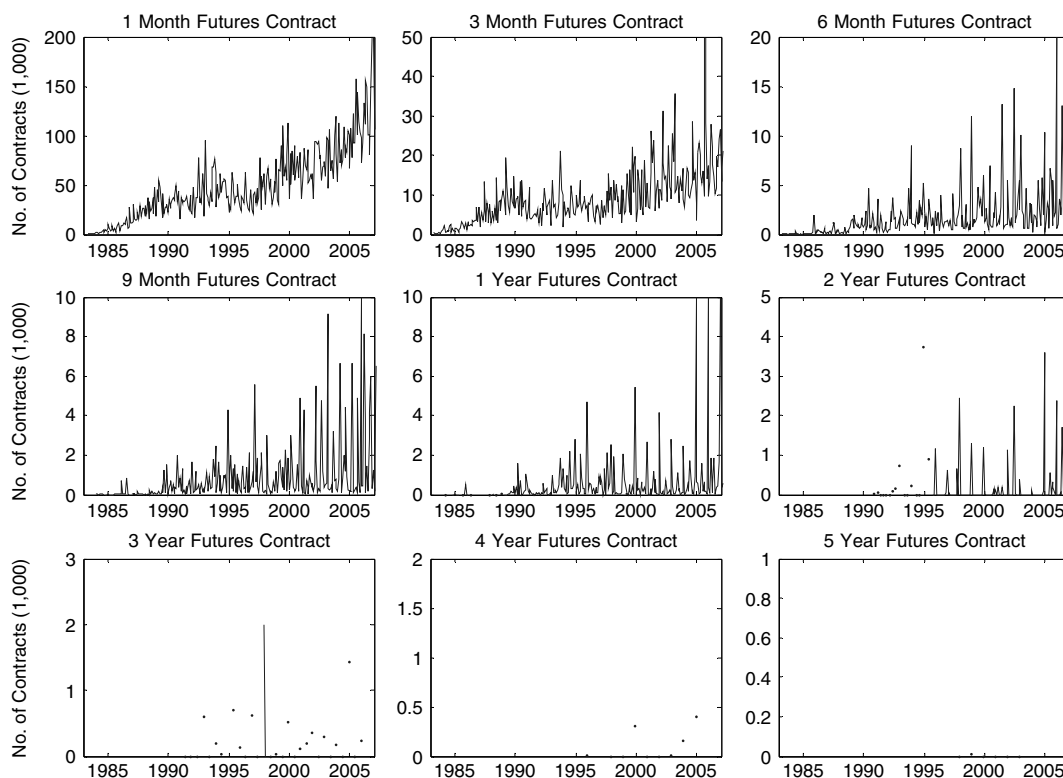 1 Month Futures Contract
3 Month Futures Contract
6 Month Futures Contract
No. of Contracts (1,000)
200
150
100
50
0
1985 1990 1995 2000 2005
50
40
30
20
10
0
1985 1990 1995 2000 2005
20
15
10
5
0
1985 1990 1995 2000 2005
9 Month Futures Contract
1 Year Futures Contract
2 Year Futures Contract
No. of Contracts (1,000)
10
8
6
4
2
0
1985 1990 1995 2000 2005
10
8
6
4
2
0
1985 1990 1995 2000 2005
5
4
3
2
1
0
1985 1990 1995 2000 2005
3 Year Futures Contract
4 Year Futures Contract
5 Year Futures Contract
No. of Contracts (1,000)
3
2
1
0
1985 1990 1995 2000 2005
2
1.5
1
0.5
0
1985 1990 1995 2000 2005
1
0.8
0.6
0.4
0.2
0
1985 1990 1995 2000 2005